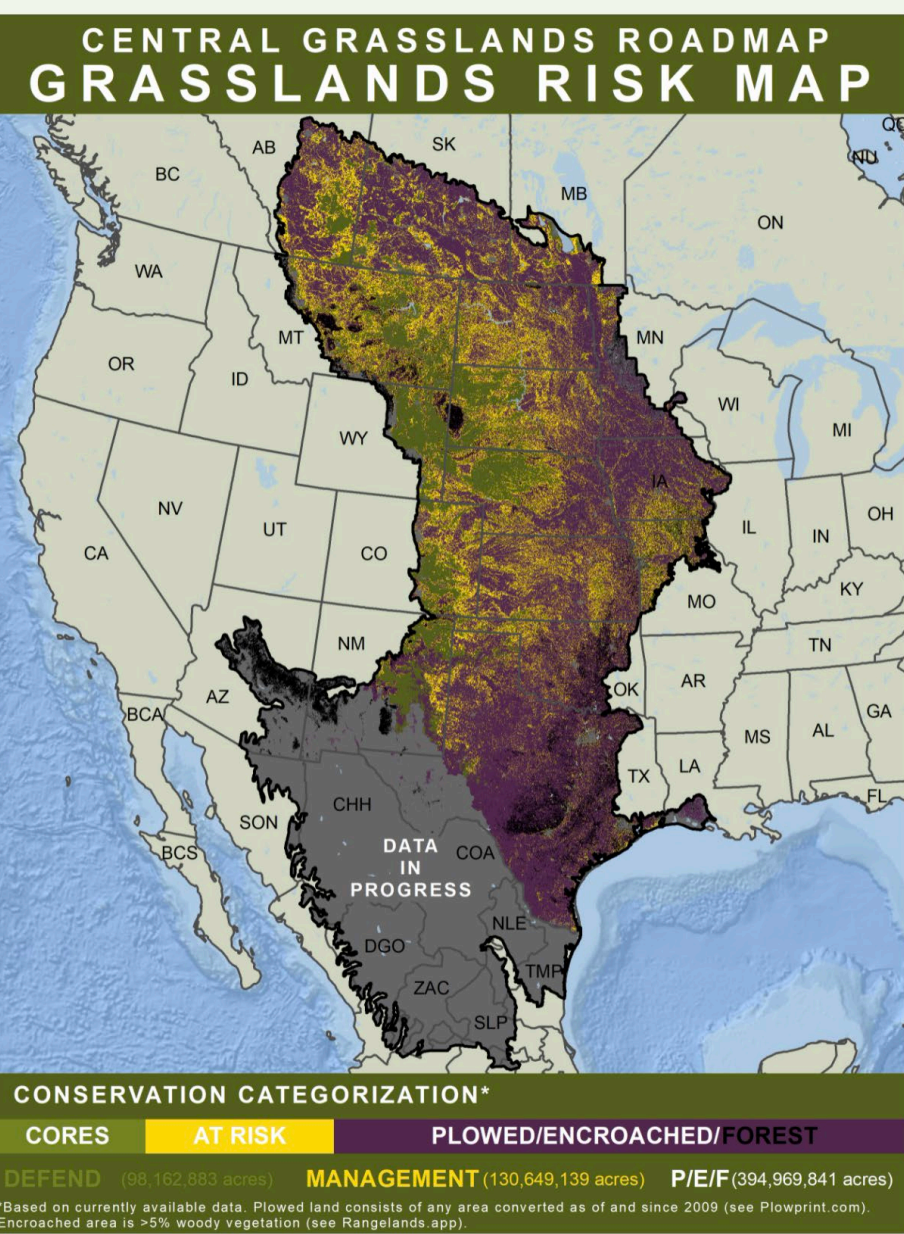 CENTRAL GRASSLANDS ROADMAP
GRASSLANDS RISK MAP
AB
SK
QC
BC
NU
MB
ON
WA
MT
MN
OR
ID
WI
WY
MI
IA
NV
UT
CO
IL
IN
OH
CA
KY
MO
NM
TN
AZ
OK
AR
BCA
GA
MS
AL
TX
LA
FL
CHH
SON
BCS
DATA
IN
PROGRESS
COA
NLE
DGO
TMP
ZAC
SLP
CONSERVATION CATEGORIZATION*
CORES AT RISK PLOWED/ENCROACHED/FOREST
DEFEND (98,162,883 acres) MANAGEMENT (130,649,139 acres) P/E/F (394,969,841 acres)
*Based on currently available data. Plowed land consists of any area converted as of and since 2009 (see Plowprint.com).
Encroached area is >5% woody vegetation (see Rangelands.app).